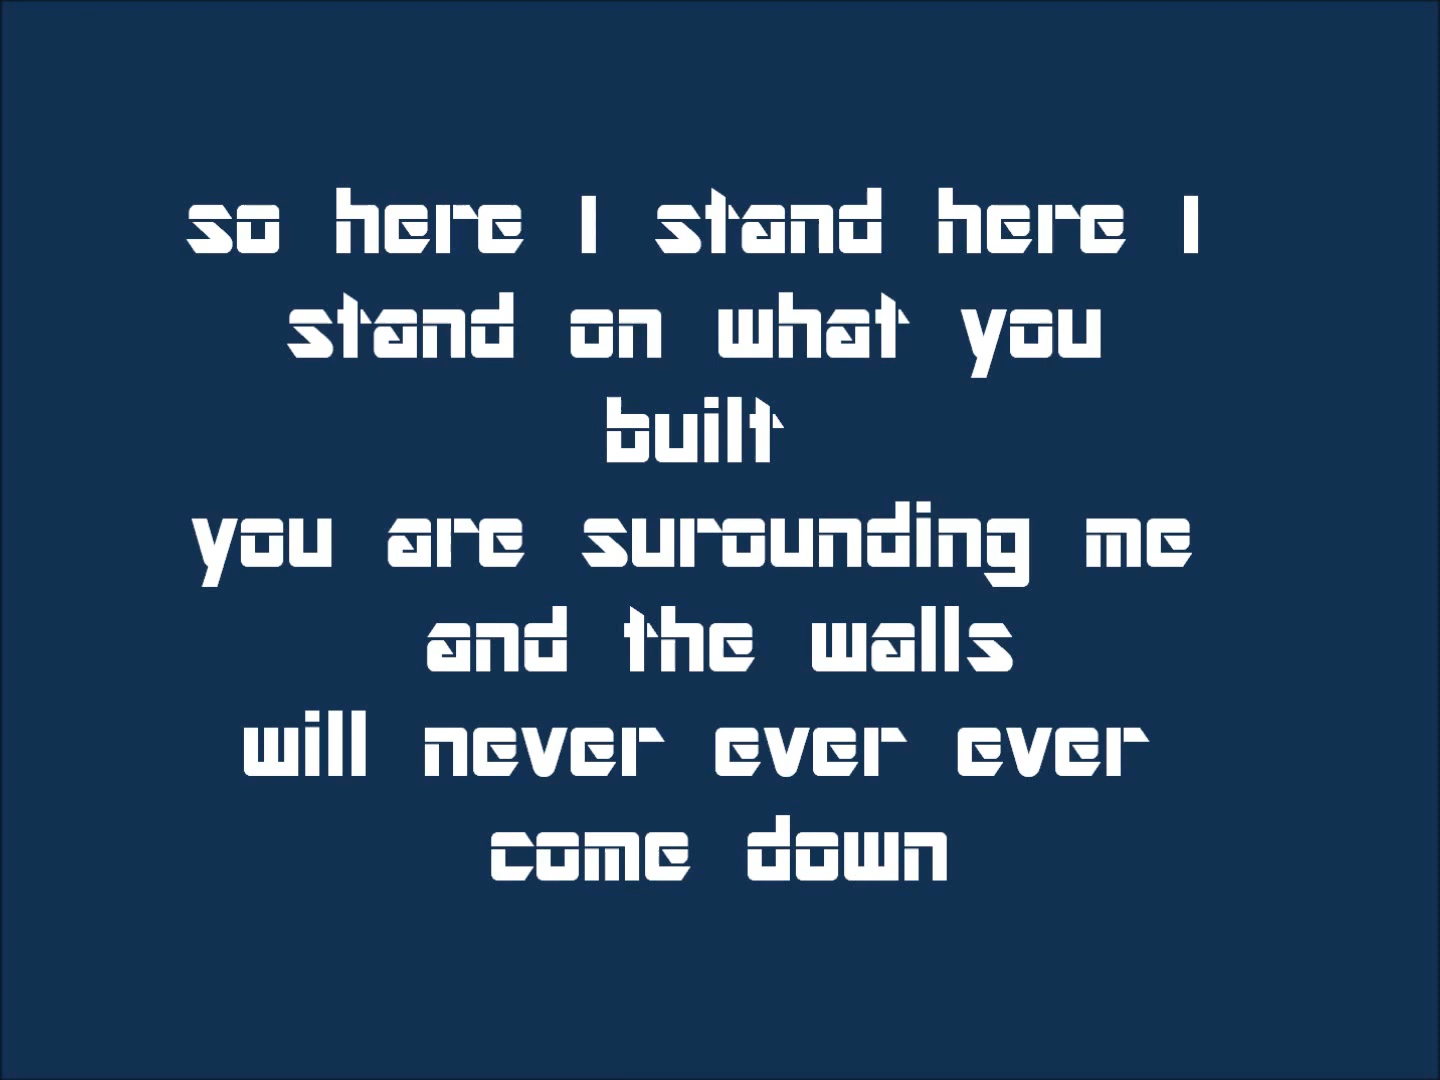 so here I stand here I
stand on what you
built
you are surounding me
and the walls
will never ever ever
come down